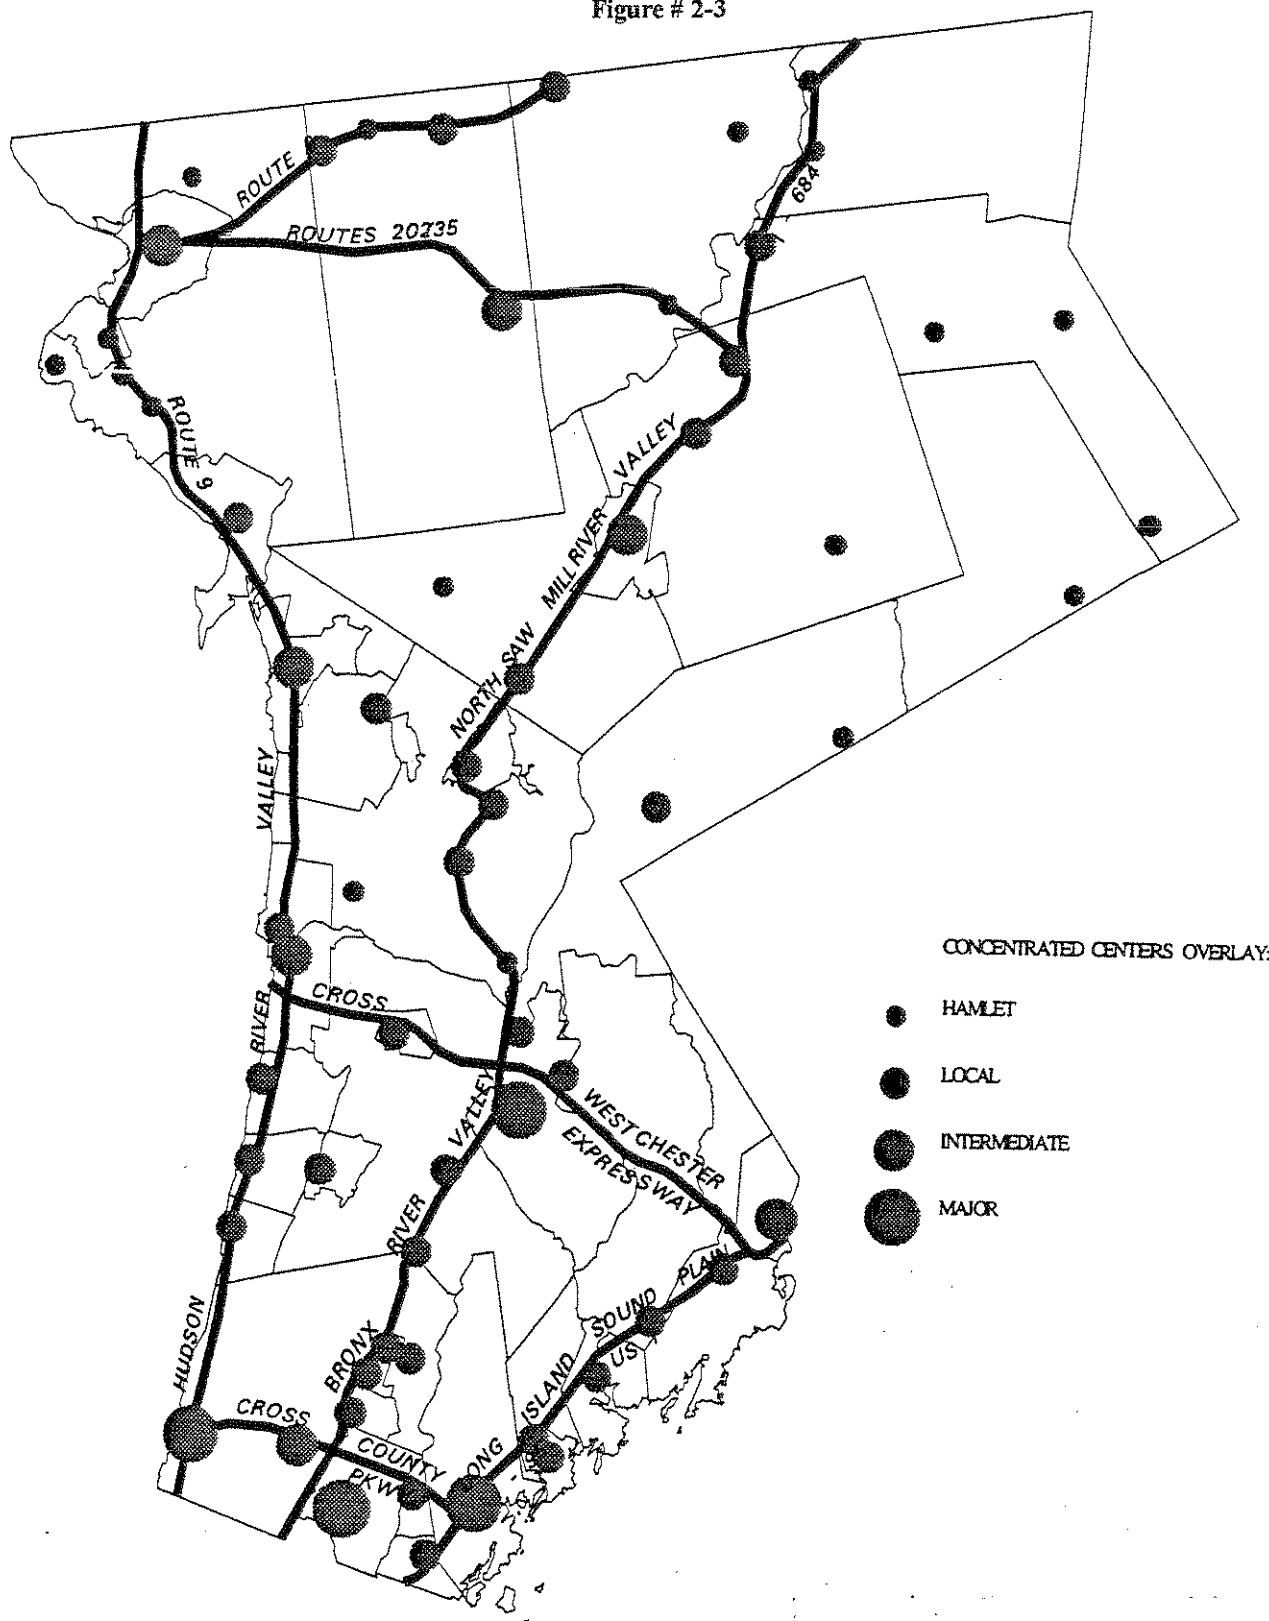 Figure # 2-3
ROUTE
684
ROUTES 202 35
ROUTE 9
NORTH SAW MILL RIVER VALLEY
HUDSON RIVER VALLEY
CROSS WESTCHESTER
EXPRESSWAY
BRONX RIVER VALLEY
LONG ISLAND SOUND PLAIN
US 1
CROSS COUNTY
PKWY
CONCENTRATED CENTERS OVERLAY:
HAMLET
LOCAL
INTERMEDIATE
MAJOR